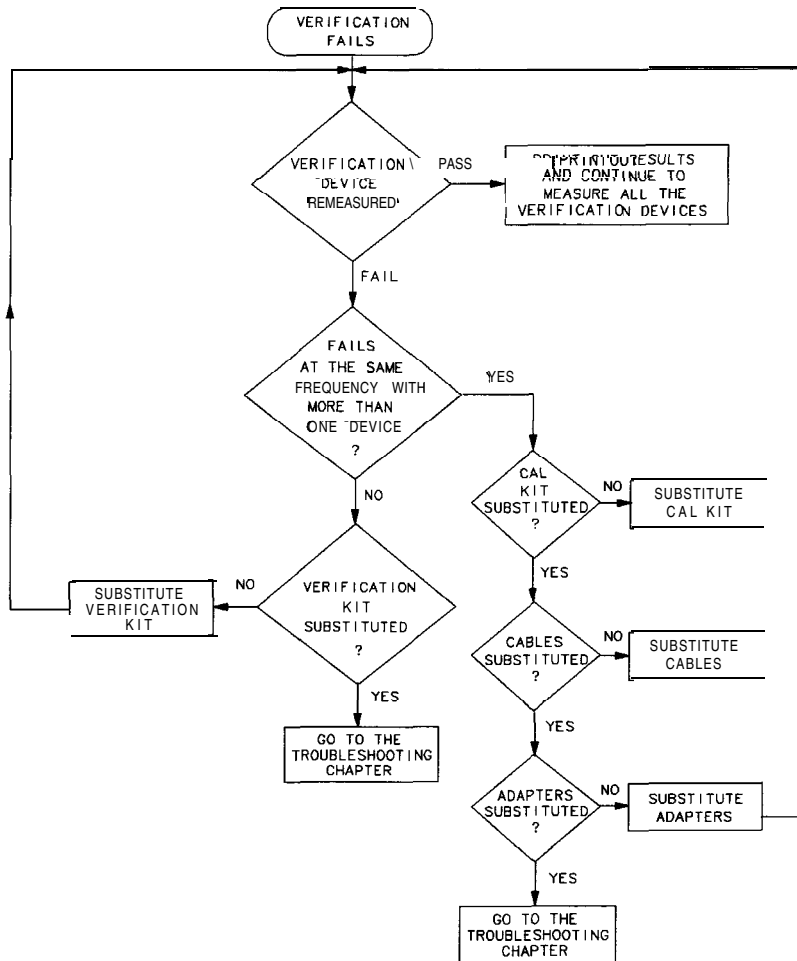 VERIFICATION
FAILS
VERIFICATION
DEVICE
REMEASURED
PASS
AND CONTINUE TO
MEASURE ALL THE
VERIFICATION DEVICES
FAIL
FAILS
AT THE SAME
FREQUENCY WITH
MORE THAN
ONE DEVICE
?
YES
NO
CAL
KIT
SUBSTITUTED
?
NO
SUBSTITUTE
CAL KIT
YES
VERIFICATION
KIT
SUBSTITUTED
?
NO
SUBSTITUTE
VERIFICATION
KIT
YES
GO TO THE
TROUBLESHOOTING
CHAPTER
CABLES
SUBSTITUTED
?
NO
SUBSTITUTE
CABLES
YES
ADAPTERS
SUBSTITUTED
?
NO
SUBSTITUTE
ADAPTERS
YES
GO TO THE
TROUBLESHOOTING
CHAPTER